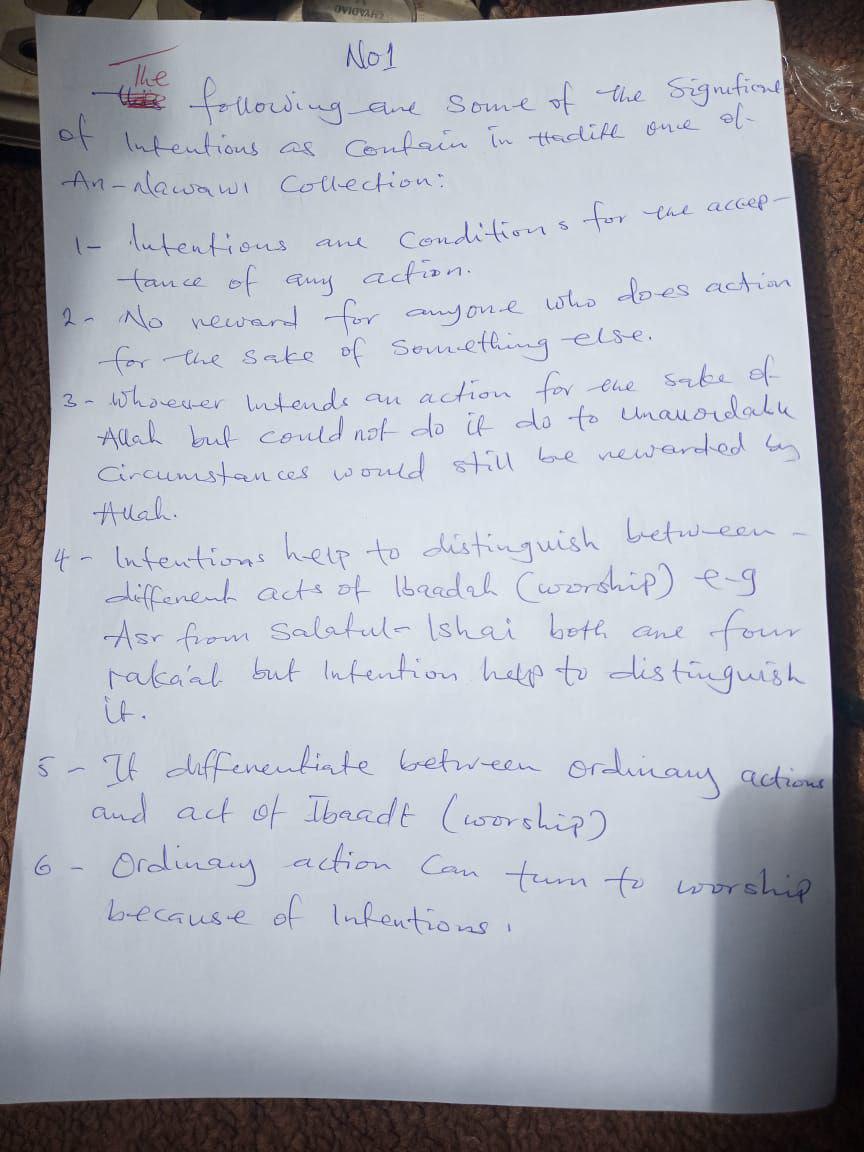 No1
The following are some of the Significane
of Intentions as Contain in Hadith one of
An-Nawawi Collection:
1- Intentions are Conditions for the accep-
tance of any action.
2- No reward for anyone who does action
for the sake of Something else.
3- Whoever Intends an action for the sake of
Allah but could not do it do to unavoidable
Circumstances would still be rewarded by
Allah.
4- Intentions help to distinguish between -
different acts of Ibaadah (worship) e-g
Asr from Salatul-Ishai both are four
rakaat but Intention help to distinguish
it.
5- It differentiate between ordinary actions
and act of Ibaadt (worship)
6- Ordinary action Can turn to worship
because of Intentions.